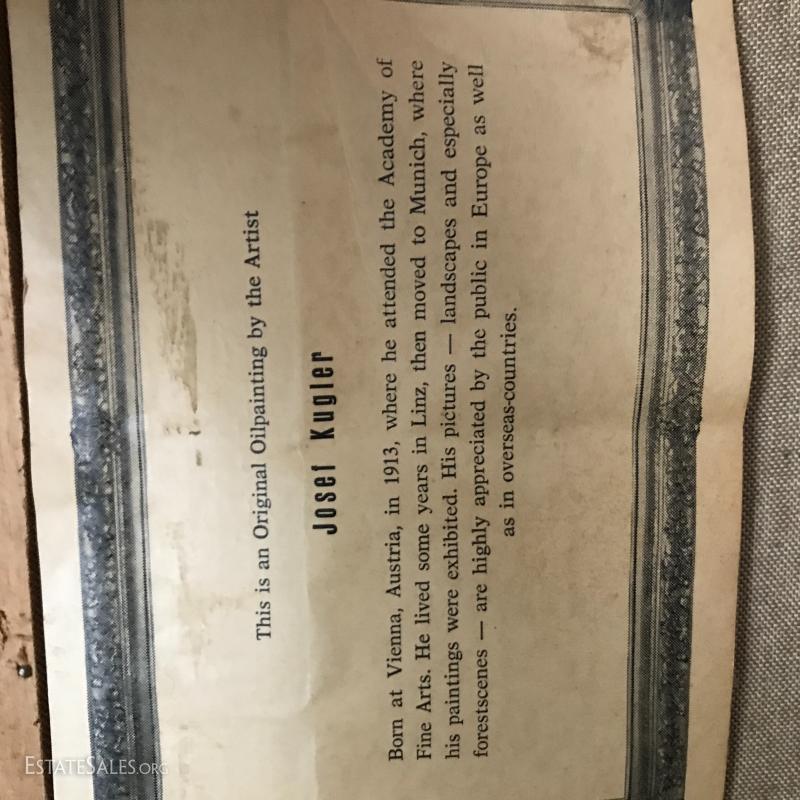 This is an Original Oilpainting by the Artist
Josef Kugler
Born at Vienna, Austria, in 1913, where he attended the Academy of
Fine Arts. He lived some years in Linz, then moved to Munich, where
his paintings were exhibited. His pictures — landscapes and especially
forestscenes — are highly appreciated by the public in Europe as well
as in overseas-countries.
ESTATESALES.ORG